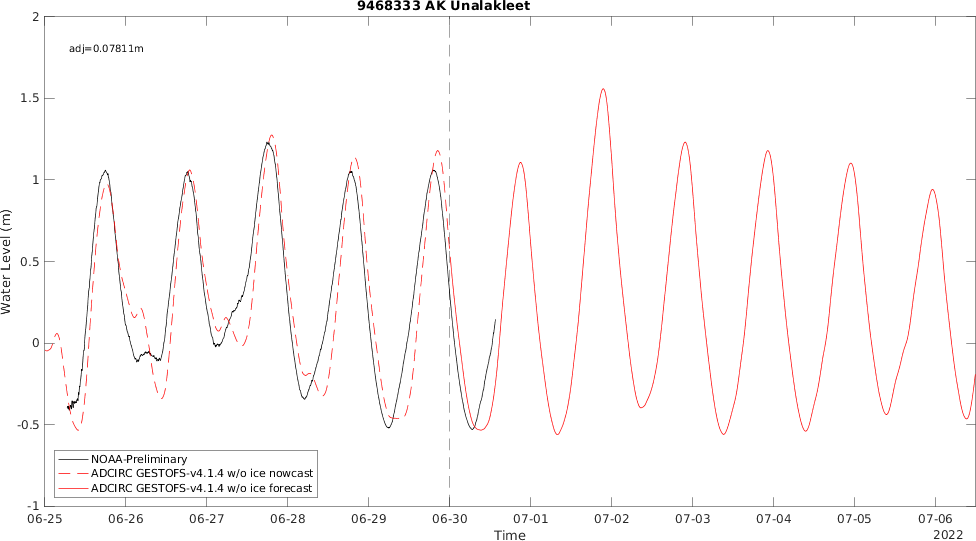 9468333 AK Unalakleet
adj=0.07811m
Water Level (m)
2
1.5
1
0.5
0
-0.5
-1
NOAA-Preliminary
ADCIRC GESTOFS-v4.1.4 w/o ice nowcast
ADCIRC GESTOFS-v4.1.4 w/o ice forecast
06-25 06-26 06-27 06-28 06-29 06-30 07-01 07-02 07-03 07-04 07-05 07-06
Time
2022